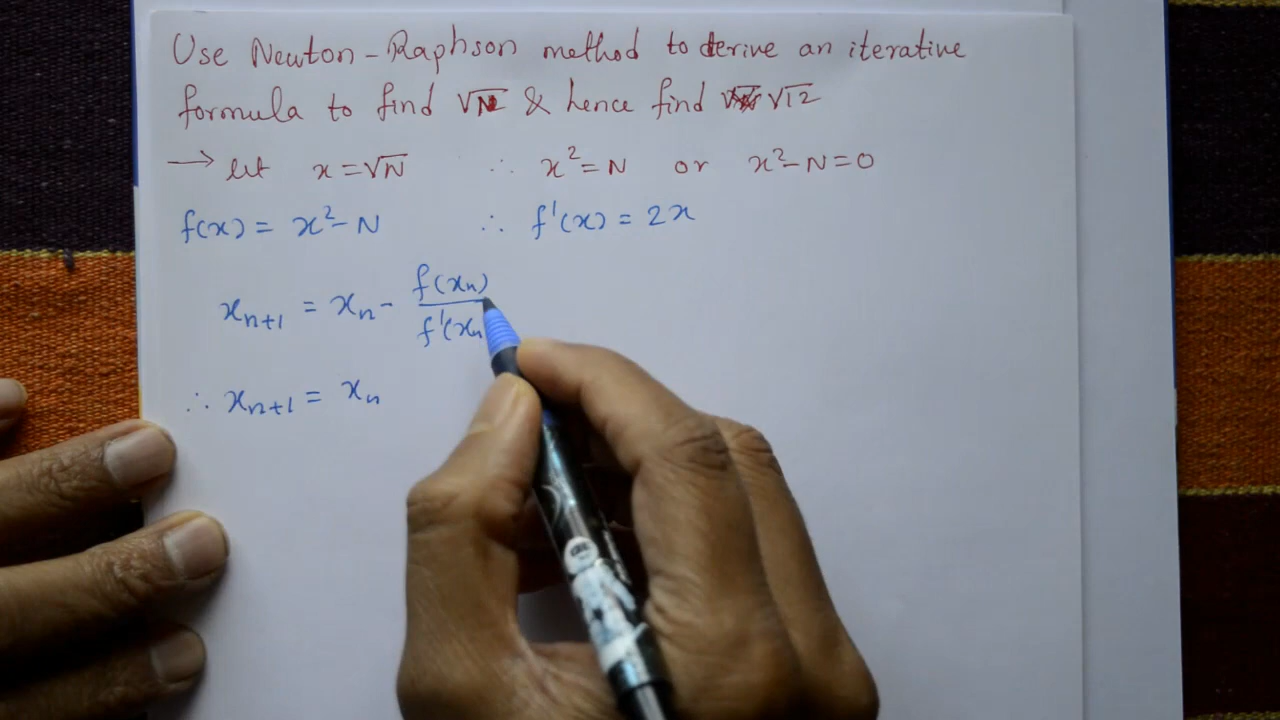 Use Newton-Raphson method to derive an iterative
formula to find √N & hence find √12
→ let x = √N ∴ x² = N or x² - N = 0
f(x) = x² - N ∴ f'(x) = 2x
xₙ₊₁ = xₙ - f(xₙ) / f'(xₙ
∴ xₙ₊₁ = xₙ